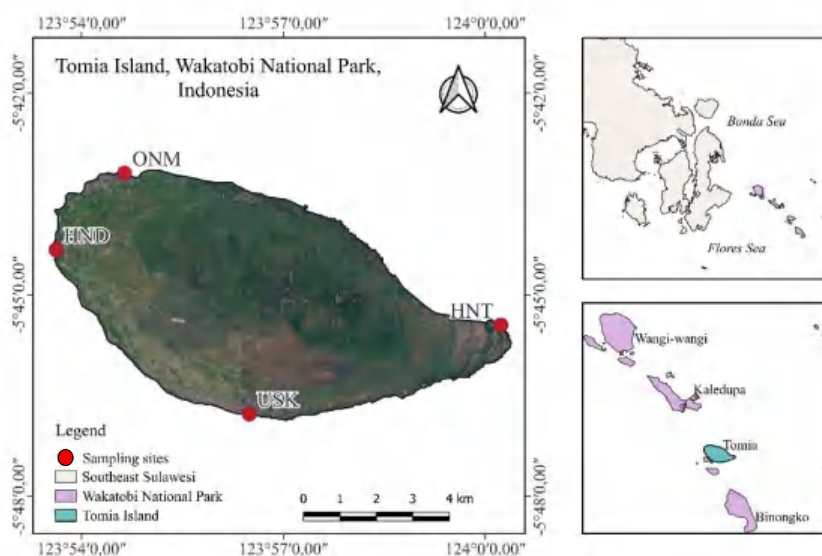 123°54'0,00"
123°57'0,00"
124°0'0,00"
-5°42'0,00"
-5°42'0,00"
Tomia Island, Wakatobi National Park,
Indonesia
ONM
HND
-5°45'0,00"
-5°45'0,00"
HNT
USK
Legend
Sampling sites
Southeast Sulawesi
Wakatobi National Park
Tomia Island
0 1 2 3 4 km
-5°48'0,00"
-5°48'0,00"
123°54'0,00"
123°57'0,00"
124°0'0,00"
Banda Sea
Flores Sea
Wangi-wangi
Kaledupa
Tomia
Binongko